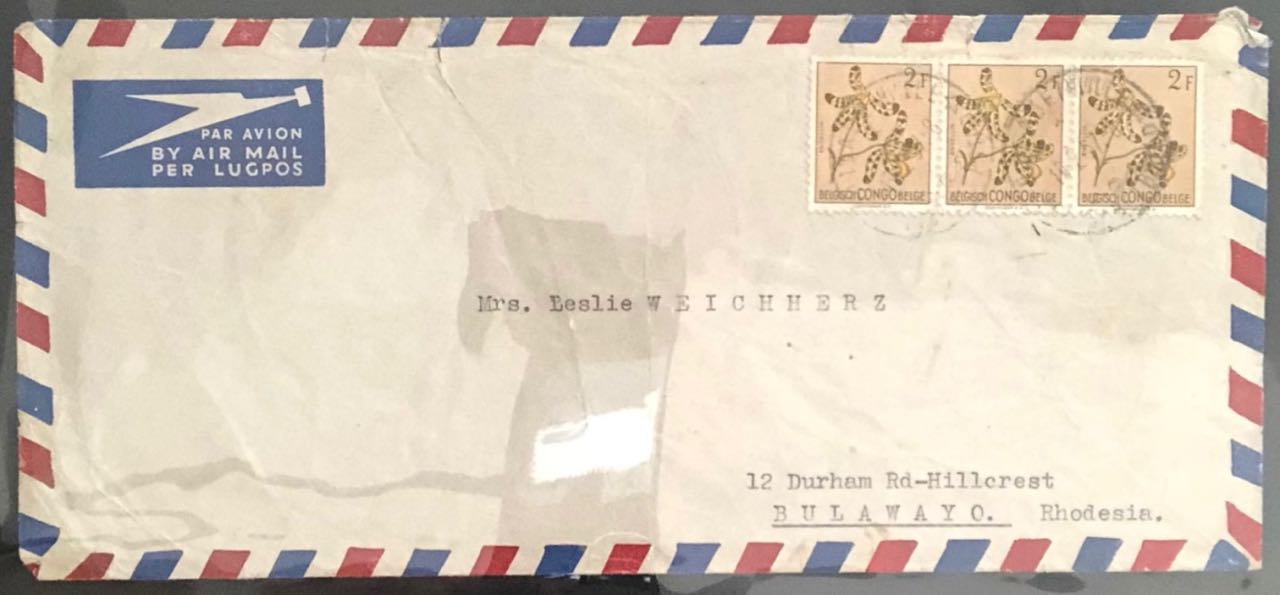 PAR AVION
BY AIR MAIL
PER LUGPOS
2F 2F 2F
BELGISCH CONGO BELGE BELGISCH CONGO BELGE BELGISCH CONGO BELGE
Mrs. Leslie W E I C H H E R Z
12 Durham Rd-Hillcrest
B U L A W A Y O. Rhodesia.